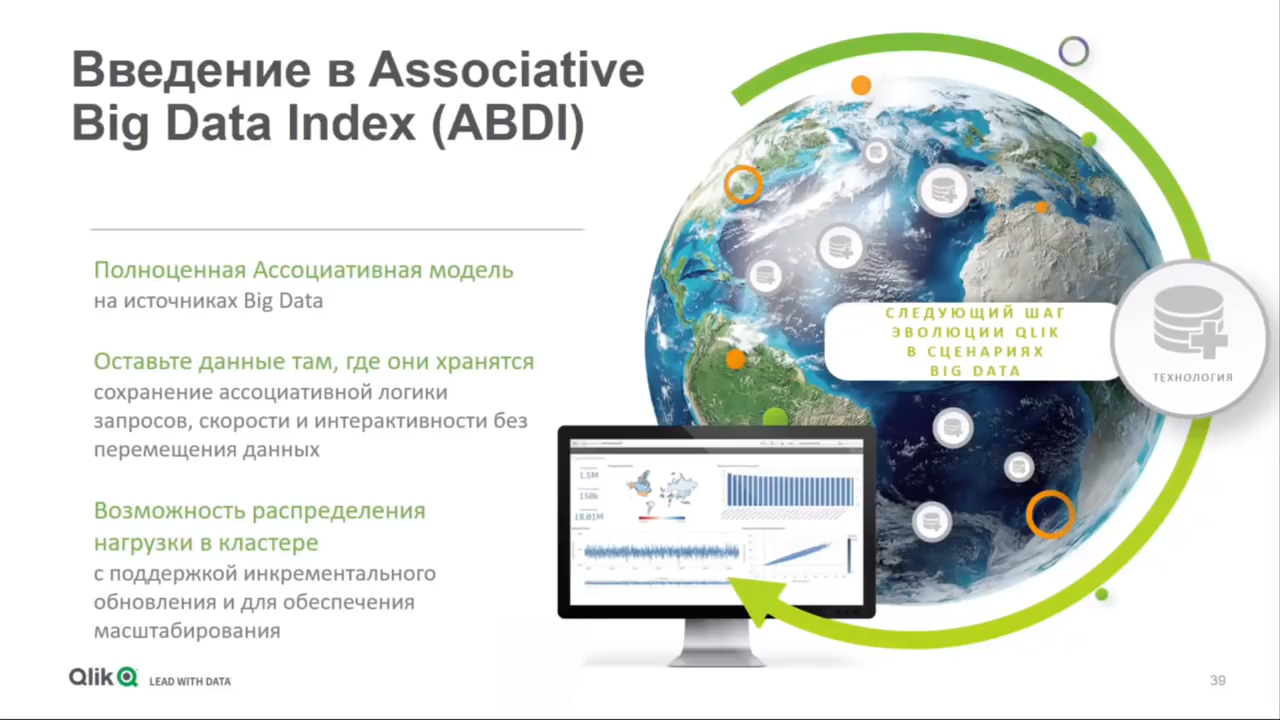 Введение в Associative
Big Data Index (ABDI)
Полноценная Ассоциативная модель
на источниках Big Data
Оставьте данные там, где они хранятся
сохранение ассоциативной логики
запросов, скорости и интерактивности без
перемещения данных
Возможность распределения
нагрузки в кластере
с поддержкой инкрементального
обновления и для обеспечения
масштабирования
СЛЕДУЮЩИЙ ШАГ
ЭВОЛЮЦИИ QLIK
В СЦЕНАРИЯХ
BIG DATA
ТЕХНОЛОГИЯ
1.5M
150k
18.01M
Qlik LEAD WITH DATA
39